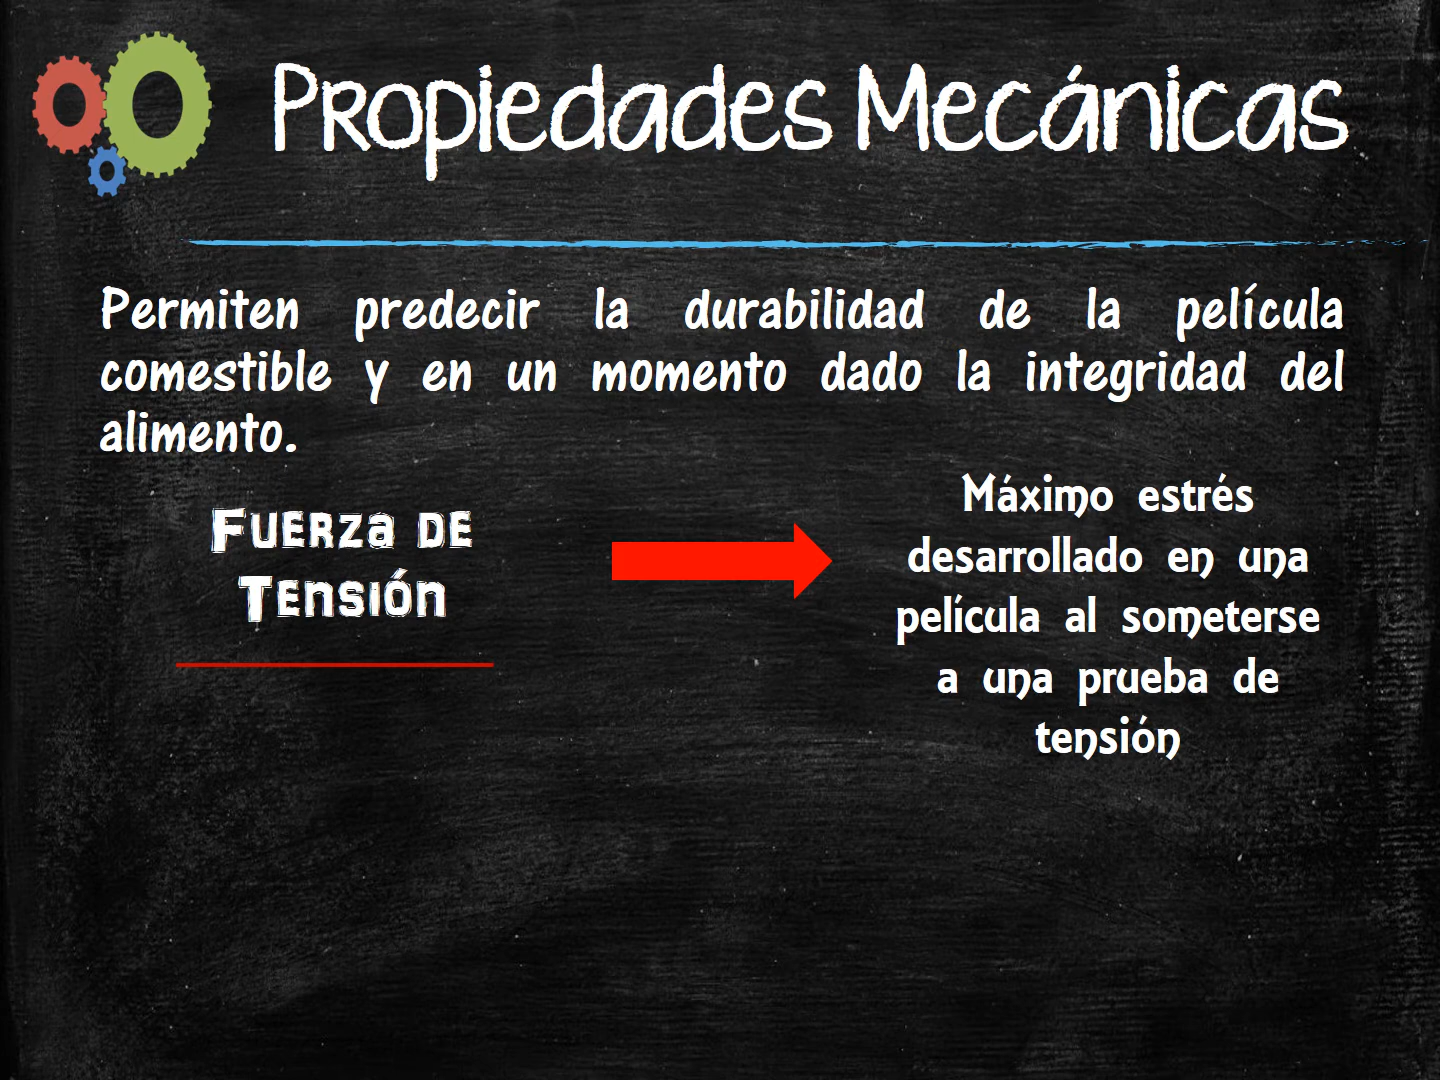 Propiedades Mecánicas
Permiten predecir la durabilidad de la película
comestible y en un momento dado la integridad del
alimento.
Fuerza de
Tensión
Máximo estrés
desarrollado en una
película al someterse
a una prueba de
tensión